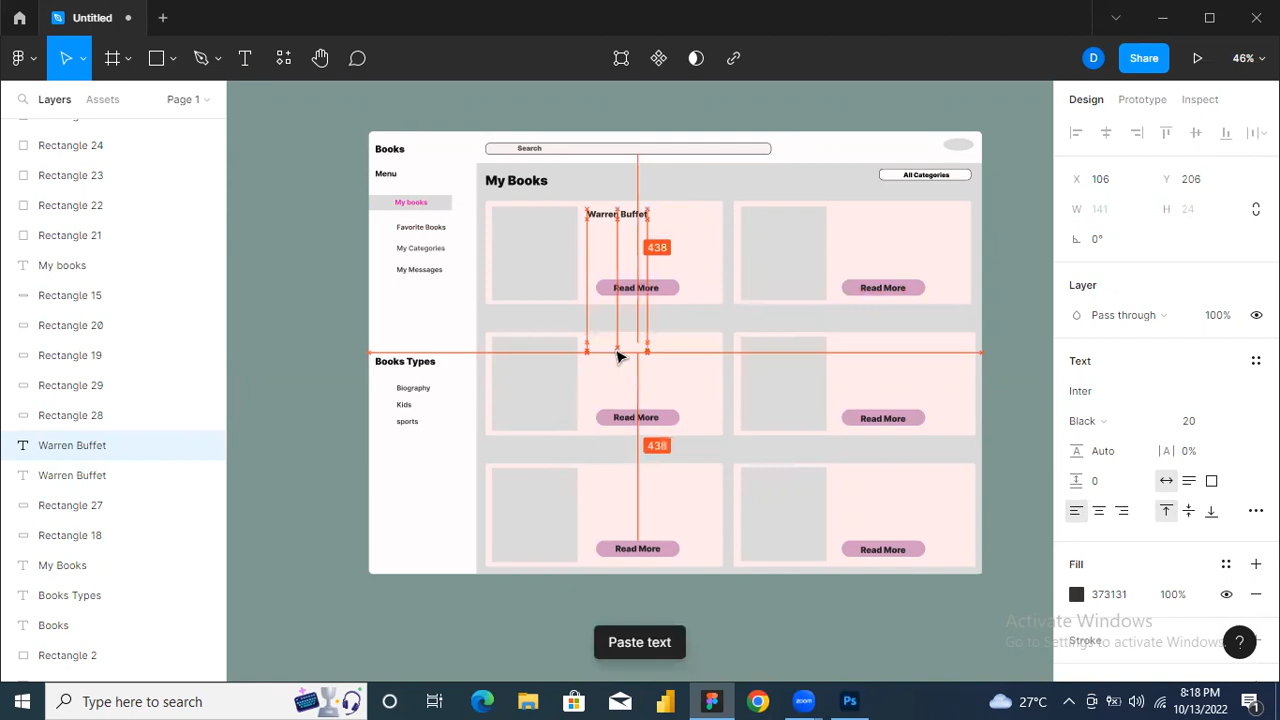 Untitled
Share
46%
Layers
Assets
Page 1
Design
Prototype
Inspect
Rectangle 24
Rectangle 23
Rectangle 22
Rectangle 21
My books
Rectangle 15
Rectangle 20
Rectangle 19
Rectangle 29
Rectangle 28
Warren Buffet
Warren Buffet
Rectangle 27
Rectangle 18
My Books
Books Types
Books
Rectangle 2
Books
Search
Menu
My Books
All Categories
My books
Warren Buffet
Favorite Books
438
My Categories
My Messages
Read More
Read More
Books Types
Biography
Kids
sports
Read More
Read More
438
Read More
Read More
Paste text
X 106
Y 206
W 141
H 24
0°
Layer
Pass through
100%
Text
Inter
Black
20
Auto
|A| 0%
0
Fill
373131
100%
Stroke
Activate Windows
Go to Settings to activate Windows.
?
D
Type here to search
27°C
8:18 PM
10/13/2022
1